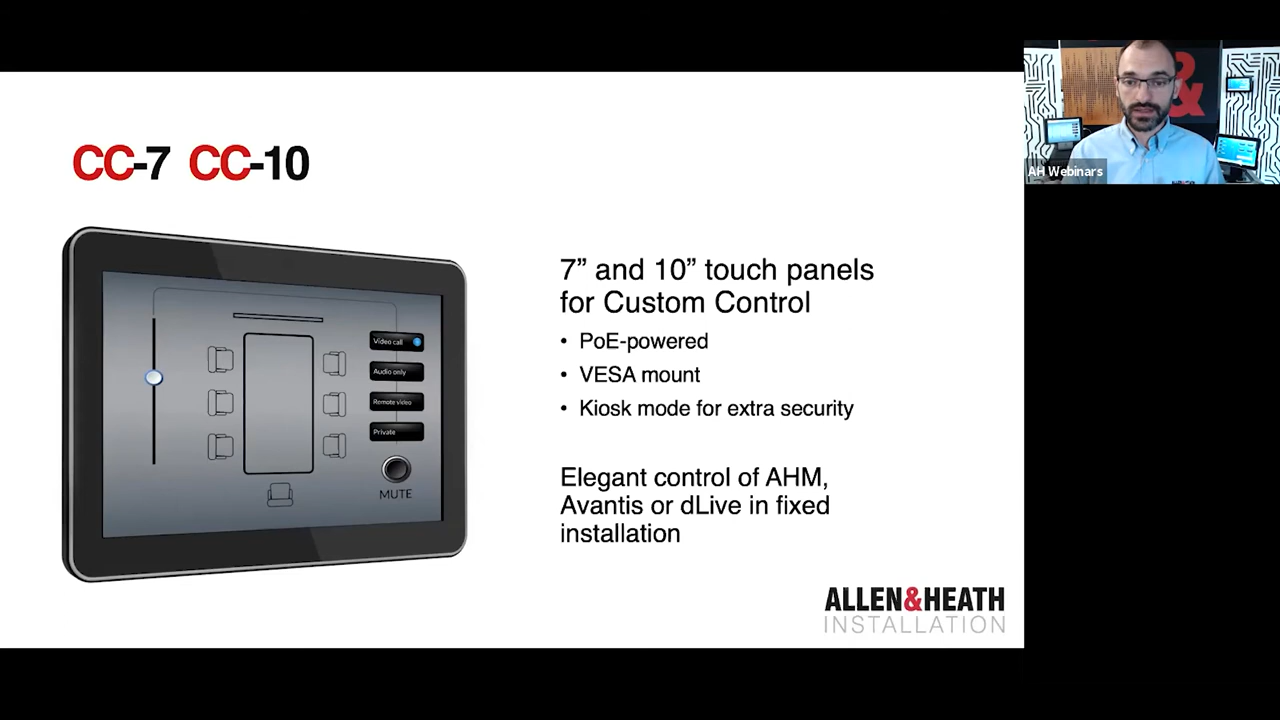 CC-7 CC-10
Video call
Audio only
Remote video
Private
MUTE
7” and 10” touch panels
for Custom Control
• PoE-powered
• VESA mount
• Kiosk mode for extra security
Elegant control of AHM,
Avantis or dLive in fixed
installation
ALLEN&HEATH
INSTALLATION
&
AH Webinars